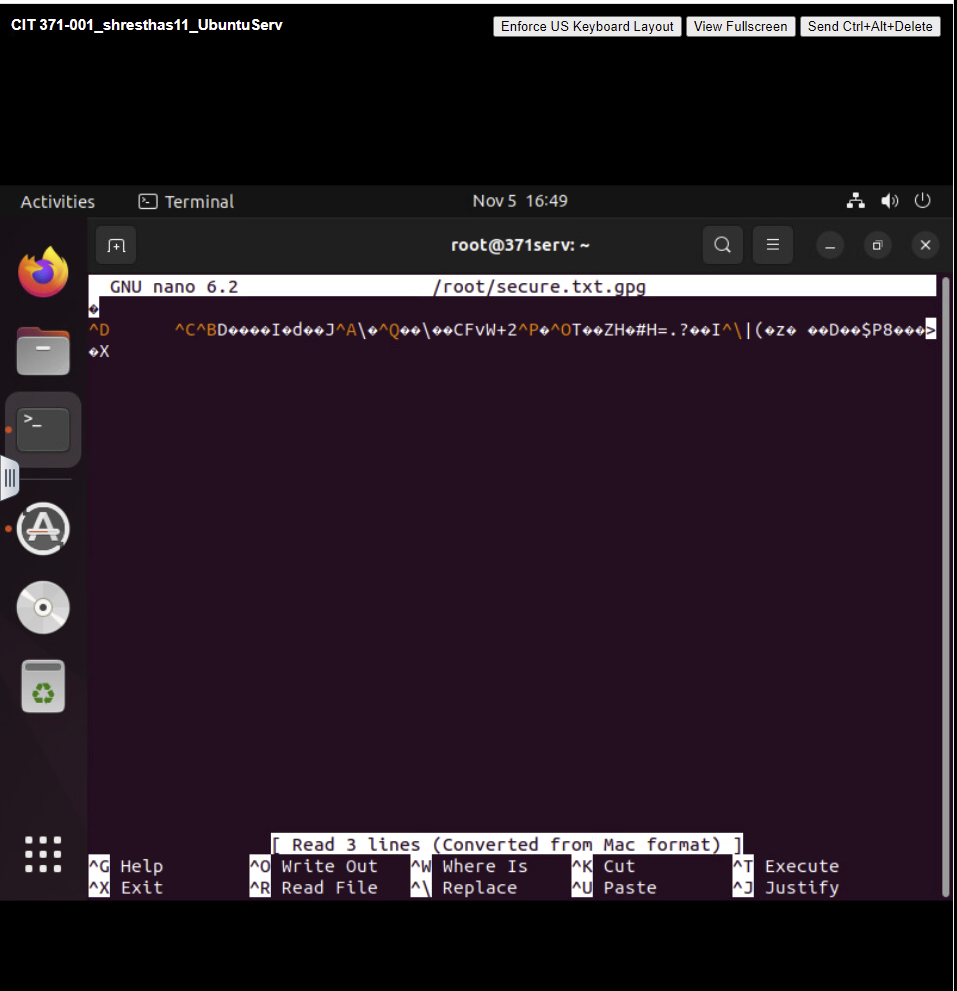 CIT 371-001_shresthas11_UbuntuServ
Enforce US Keyboard Layout View Fullscreen Send Ctrl+Alt+Delete
Activities Terminal Nov 5 16:49
root@371serv: ~
GNU nano 6.2 /root/secure.txt.gpg
�
^D ^C^BD����I�d��J^A\�^Q��\��CFvW+2^P�^OT��ZH�#H=.?��I^\|(�z� ��D��$P8���>
�X
[ Read 3 lines (Converted from Mac format) ]
^G Help ^O Write Out ^W Where Is ^K Cut ^T Execute
^X Exit ^R Read File ^\ Replace ^U Paste ^J Justify